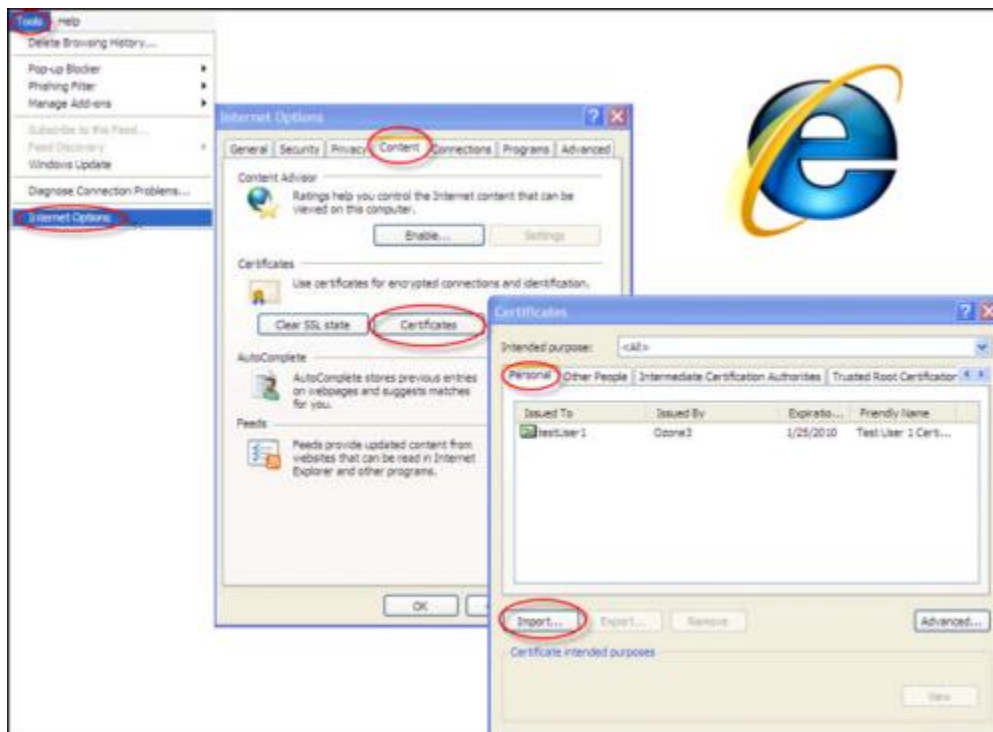 Tools Help
Delete Browsing History...
Pop-up Blocker
Phishing Filter
Manage Add-ons
Subscribe to the Feed...
Feed Discovery
Windows Update
Diagnose Connection Problems...
Internet Options
Internet Options
General Security Privacy Content Connections Programs Advanced
Content Advisor
Ratings help you control the Internet content that can be
viewed on this computer.
Enable... Settings
Certificates
Use certificates for encrypted connections and identification.
Clear SSL state Certificates
AutoComplete
AutoComplete stores previous entries
on webpages and suggests matches
for you.
Feeds
Feeds provide updated content from
websites that can be read in Internet
Explorer and other programs.
OK
Certificates
Intended purpose: <All>
Personal Other People Intermediate Certification Authorities Trusted Root Certification
Issued To Issued By Expiratio... Friendly Name
testUser1 Ozone3 1/25/2010 Test User 1 Cert...
Import... Export... Remove Advanced...
Certificate intended purposes
View